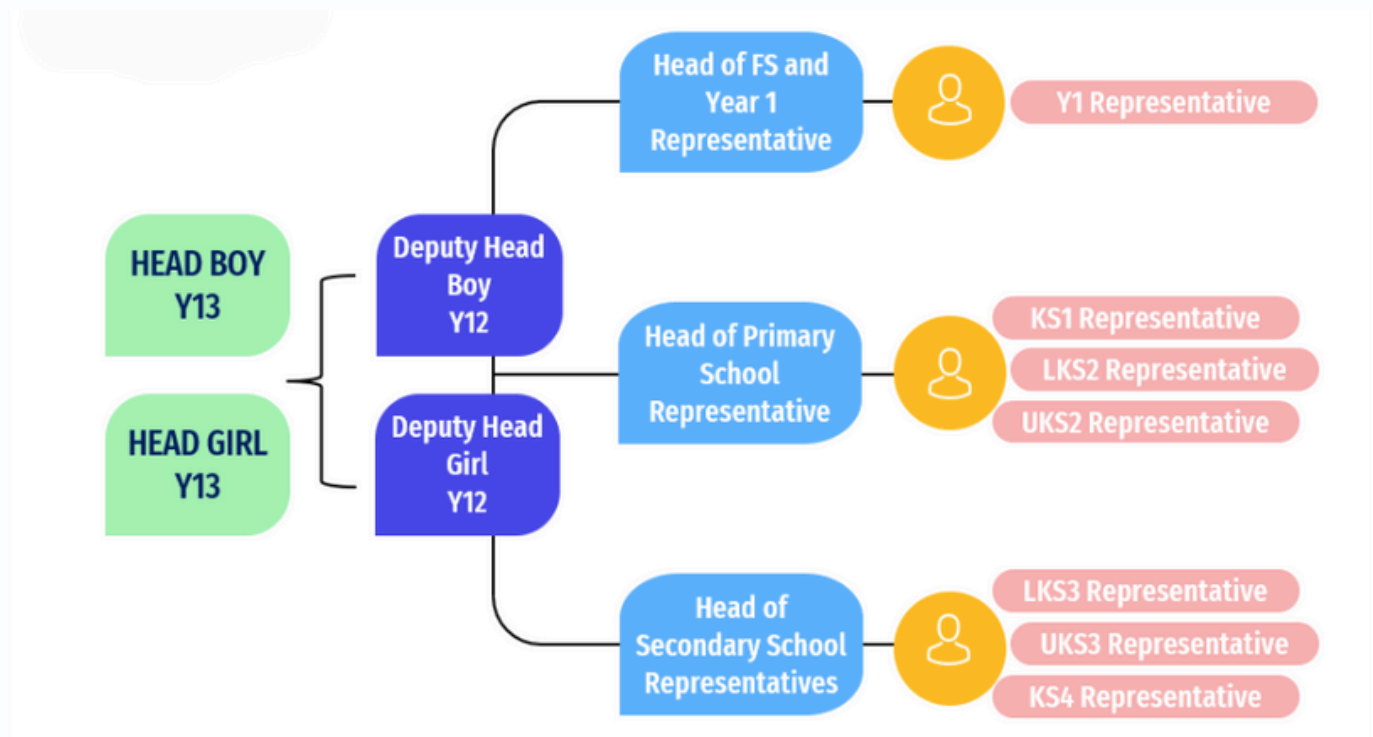 HEAD BOY
Y13
HEAD GIRL
Y13
Deputy Head
Boy
Y12
Deputy Head
Girl
Y12
Head of FS and
Year 1
Representative
Y1 Representative
Head of Primary
School
Representative
KS1 Representative
LKS2 Representative
UKS2 Representative
Head of
Secondary School
Representatives
LKS3 Representative
UKS3 Representative
KS4 Representative